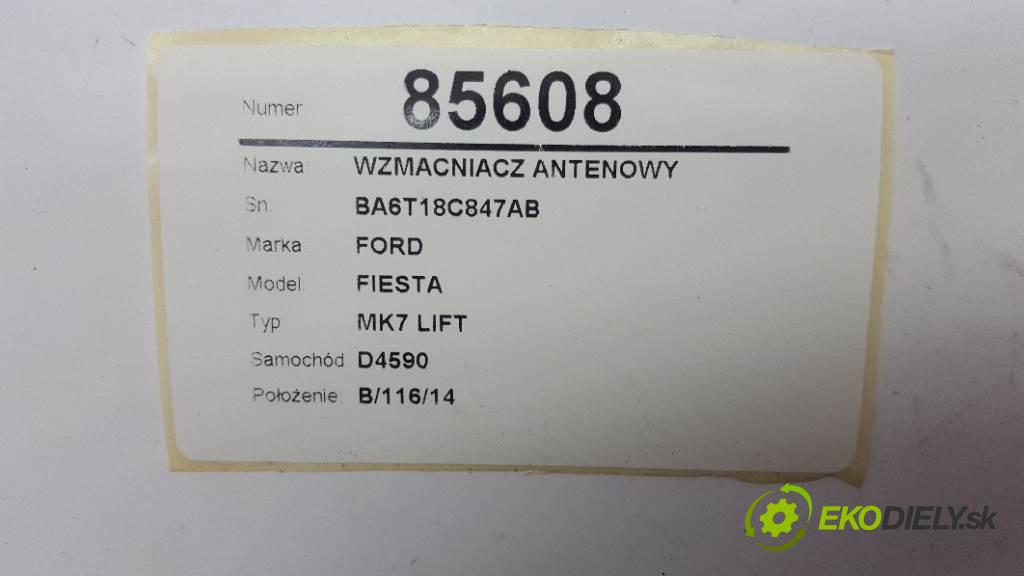 Numer 85608
Nazwa: WZMACNIACZ ANTENOWY
Sn: BA6T18C847AB
Marka FORD
Model: FIESTA
Typ MK7 LIFT
Samochód D4590
Położenie: B/116/14
EKODIELY.sk